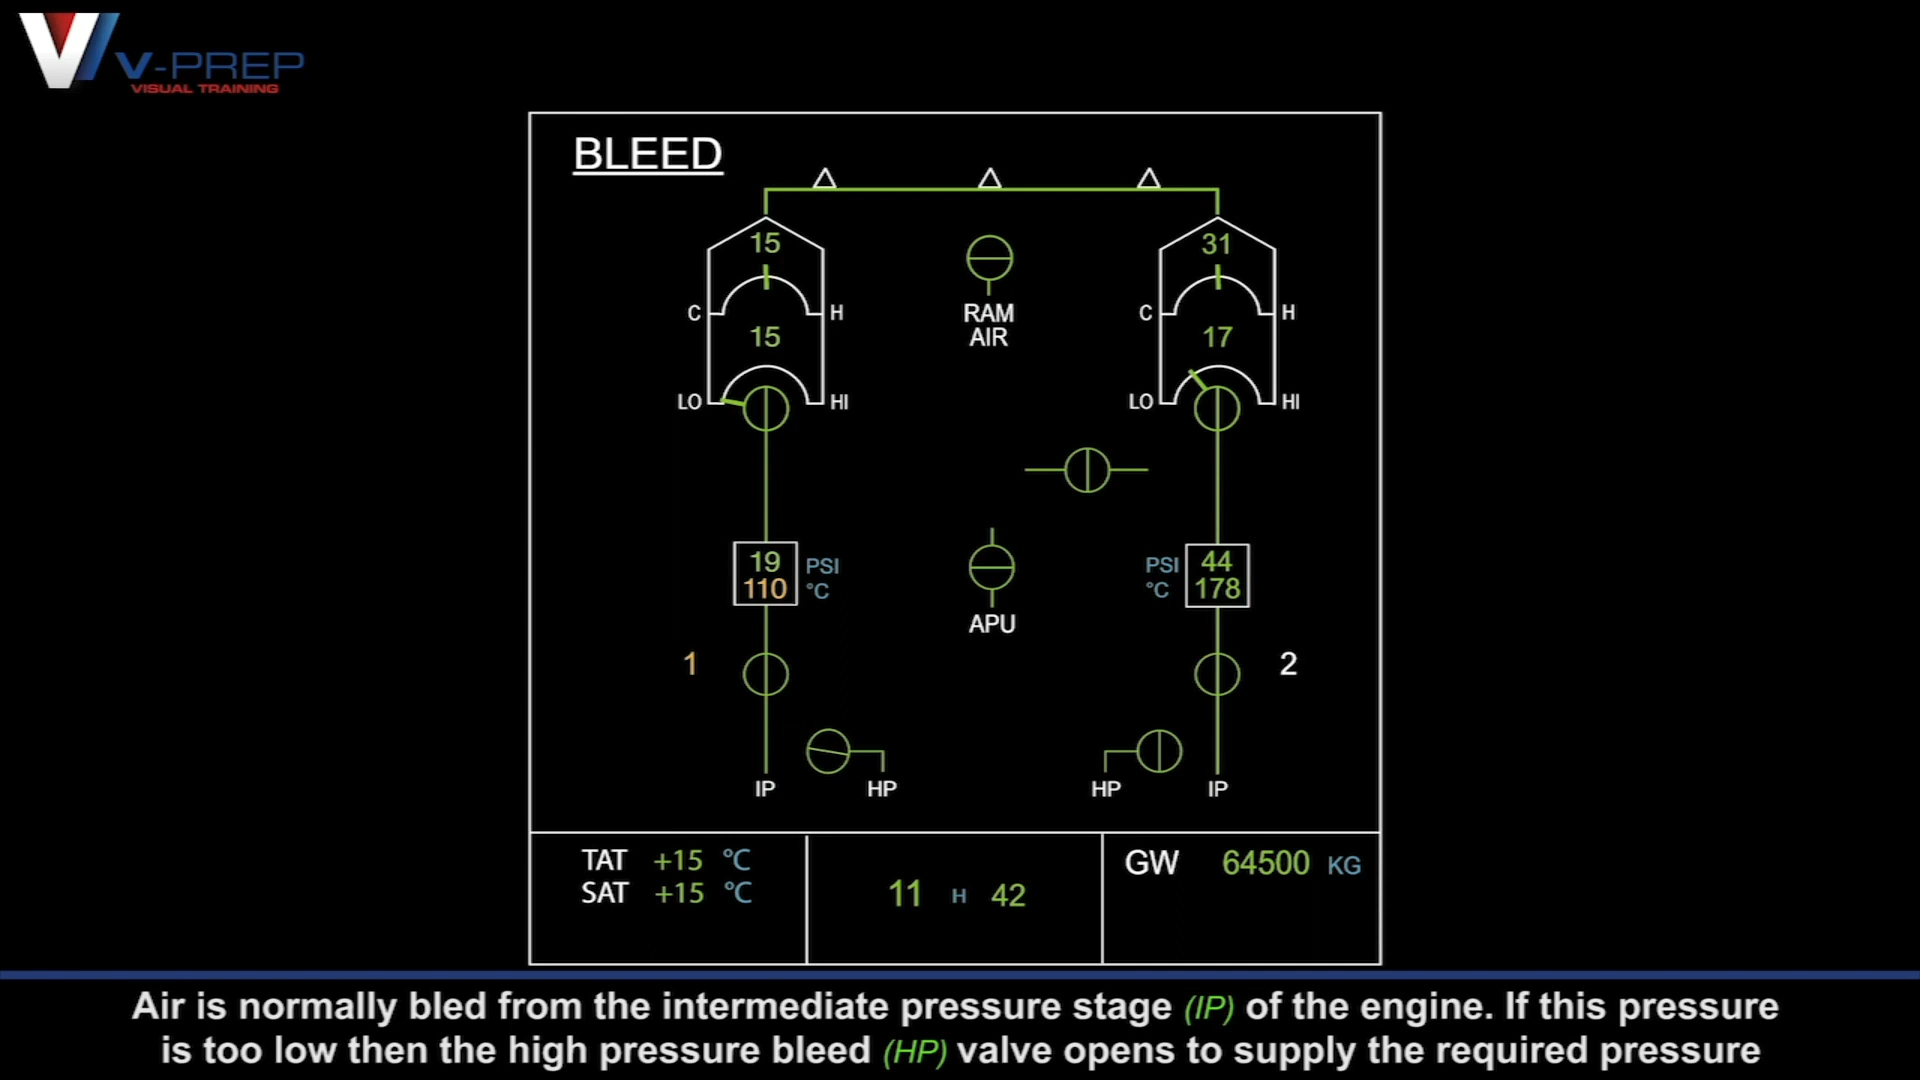 V-PREP
VISUAL TRAINING
BLEED
15
31
C
H
RAM
AIR
C
H
15
17
LO
HI
LO
HI
19
PSI
110
°C
PSI
44
°C
178
APU
1
2
IP
HP
HP
IP
TAT +15 °C
SAT +15 °C
11 H 42
GW 64500 KG
Air is normally bled from the intermediate pressure stage (IP) of the engine. If this pressure
is too low then the high pressure bleed (HP) valve opens to supply the required pressure